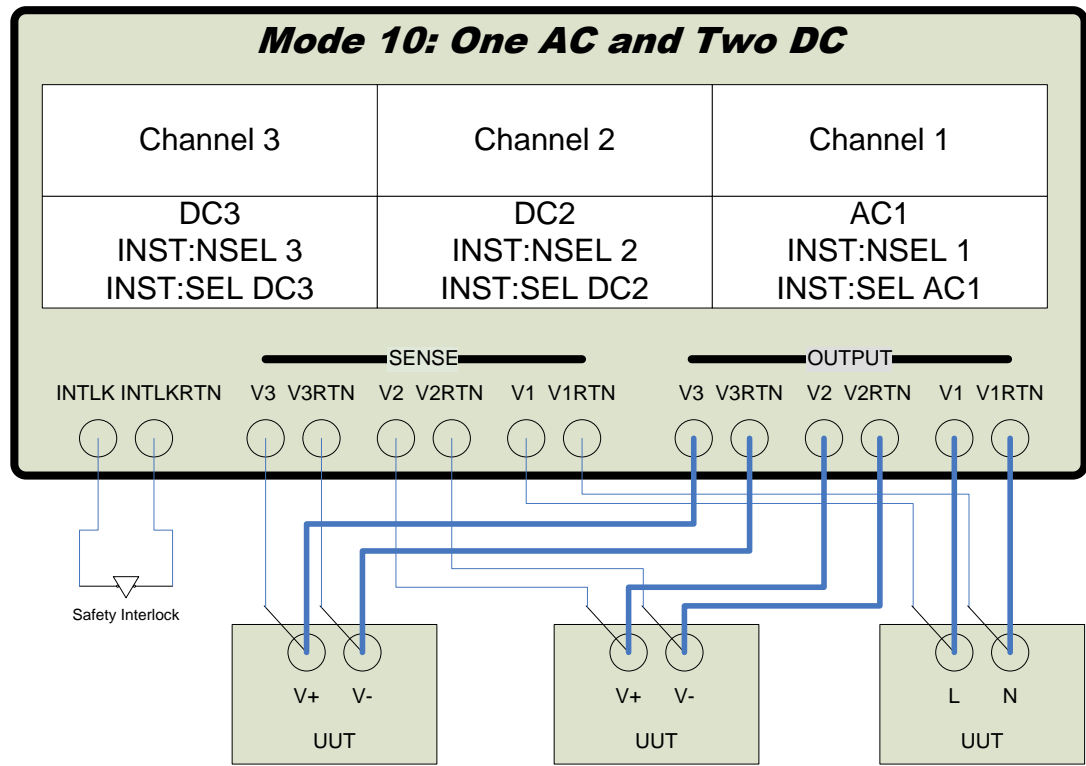 Mode 10: One AC and Two DC
Channel 3 Channel 2 Channel 1
DC3 DC2 AC1
INST:NSEL 3 INST:NSEL 2 INST:NSEL 1
INST:SEL DC3 INST:SEL DC2 INST:SEL AC1
SENSE OUTPUT
INTLK INTLKRTN V3 V3RTN V2 V2RTN V1 V1RTN V3 V3RTN V2 V2RTN V1 V1RTN
Safety Interlock
V+ V- V+ V- L N
UUT UUT UUT